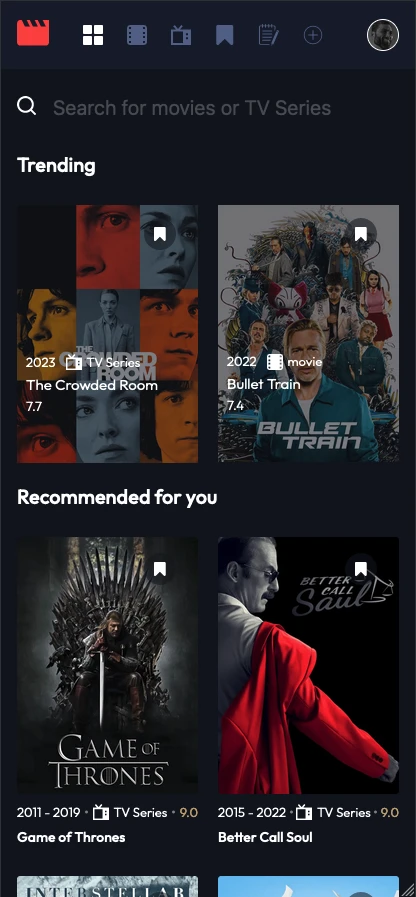 Search for movies or TV Series
Trending
THE
CROWDED
ROOM
2023 TV Series
The Crowded Room
7.7
BULLET
TRAIN
2022 movie
Bullet Train
7.4
Recommended for you
GAME OF
THRONES
2011 - 2019 • TV Series • 9.0
Game of Thrones
BETTER
CALL
Saul
2015 - 2022 • TV Series • 9.0
Better Call Soul
INTERSTELLAR